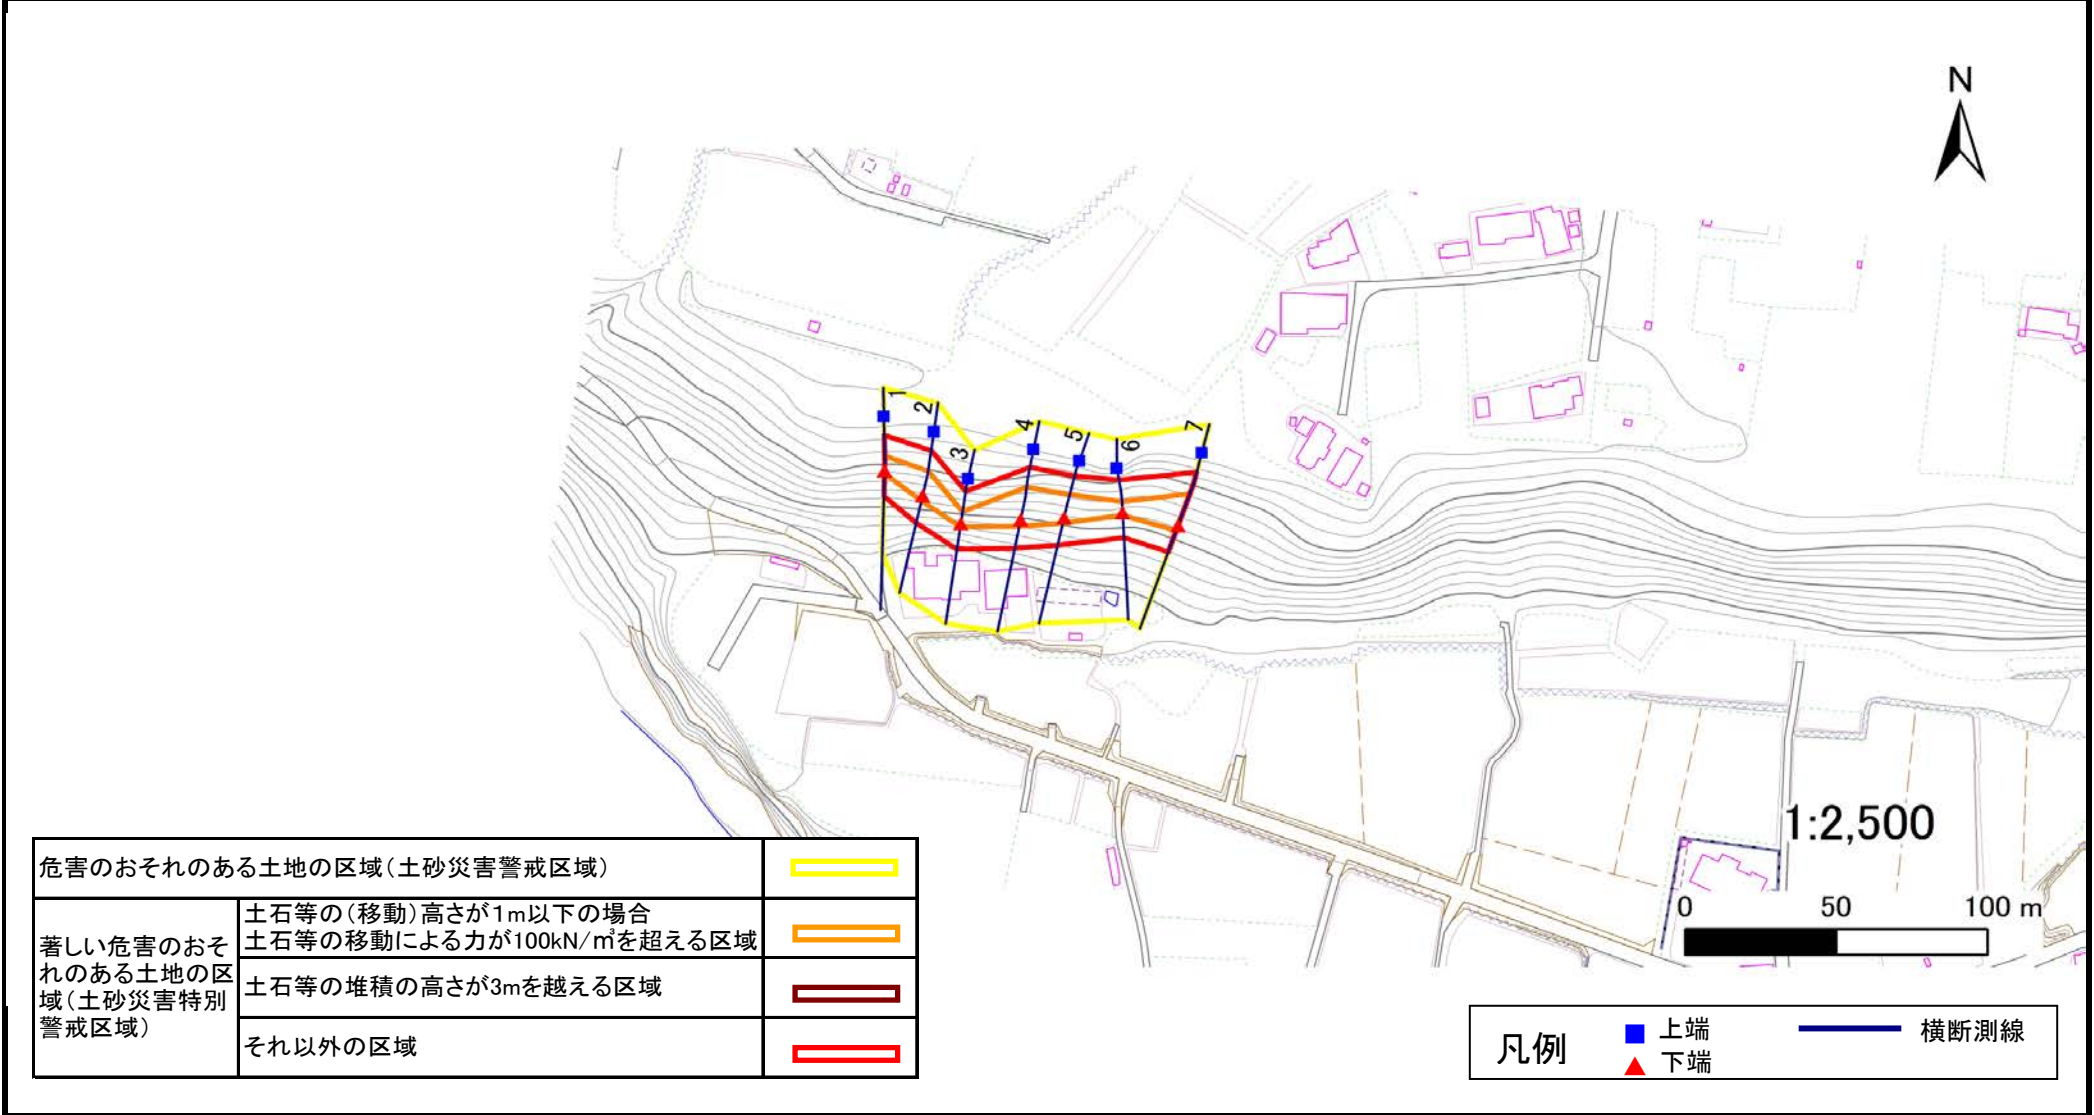 N
1
2
3
4
5
6
7
1:2,500
0 50 100 m
危害のおそれのある土地の区域(土砂災害警戒区域)
著しい危害のおそ
れのある土地の区
域(土砂災害特別
警戒区域)
土石等の(移動)高さが1m以下の場合
土石等の移動による力が100kN/㎥を超える区域
土石等の堆積の高さが3mを越える区域
それ以外の区域
凡例
上端
下端
横断測線